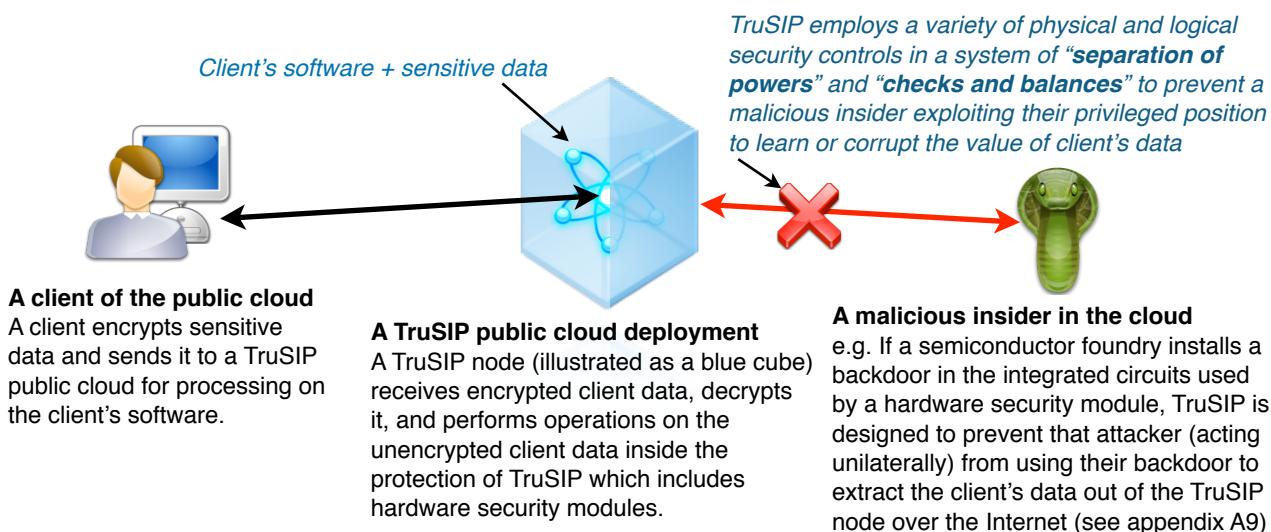 TruSIP employs a variety of physical and logical
security controls in a system of “separation of
powers” and “checks and balances” to prevent a
malicious insider exploiting their privileged position
to learn or corrupt the value of client’s data
Client’s software + sensitive data
A client of the public cloud
A client encrypts sensitive
data and sends it to a TruSIP
public cloud for processing on
the client’s software.
A TruSIP public cloud deployment
A TruSIP node (illustrated as a blue cube)
receives encrypted client data, decrypts
it, and performs operations on the
unencrypted client data inside the
protection of TruSIP which includes
hardware security modules.
A malicious insider in the cloud
e.g. If a semiconductor foundry installs a
backdoor in the integrated circuits used
by a hardware security module, TruSIP is
designed to prevent that attacker (acting
unilaterally) from using their backdoor to
extract the client’s data out of the TruSIP
node over the Internet (see appendix A9)